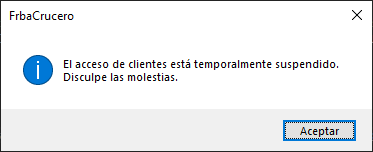 FrbaCrucero
El acceso de clientes está temporalmente suspendido.
Disculpe las molestias.
Aceptar